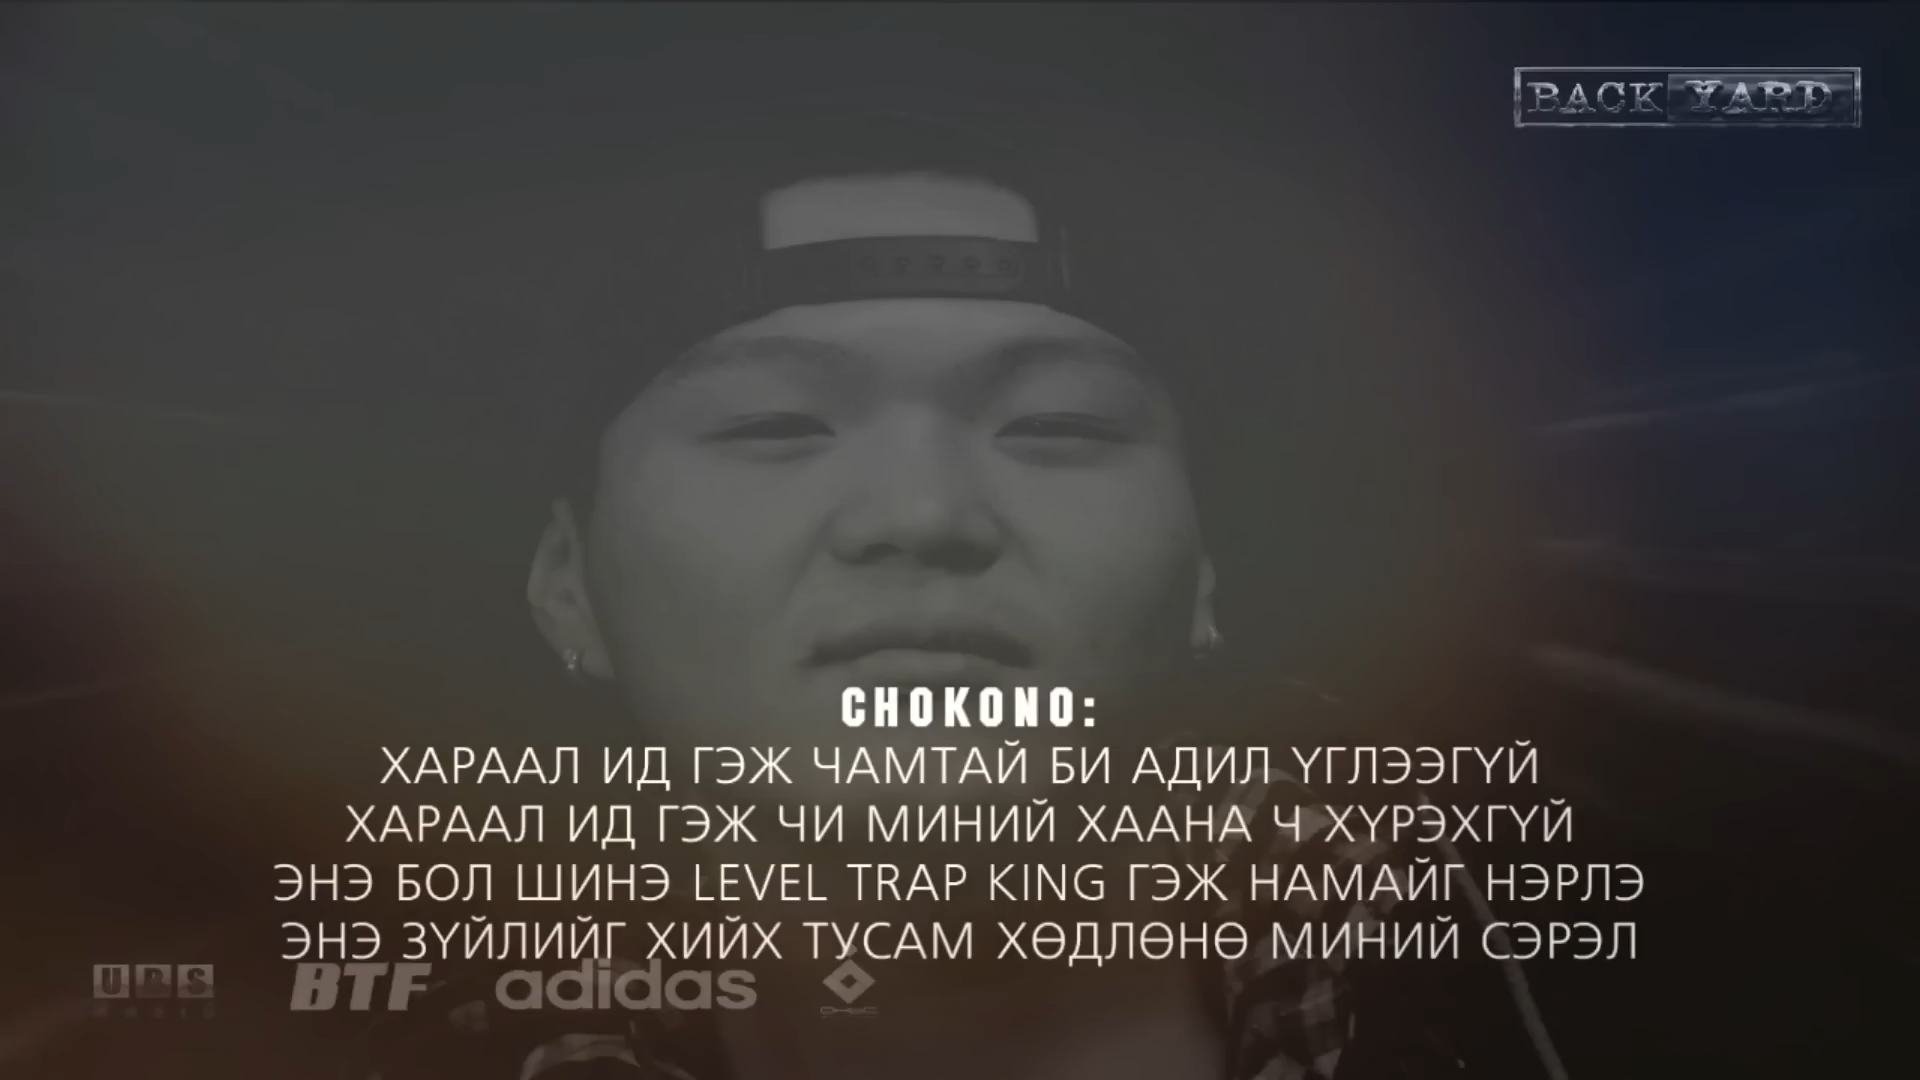 BACK YARD
CHOKONO:
ХАРААЛ ИД ГЭЖ ЧАМТАЙ БИ АДИЛ ҮГЛЭЭГҮЙ
ХАРААЛ ИД ГЭЖ ЧИ МИНИЙ ХААНА Ч ХҮРЭХГҮЙ
ЭНЭ БОЛ ШИНЭ LEVEL TRAP KING ГЭЖ НАМАЙГ НЭРЛЭ
ЭНЭ ЗҮЙЛИЙГ ХИЙХ ТУСАМ ХӨДЛӨНӨ МИНИЙ СЭРЭЛ
BTF adidas